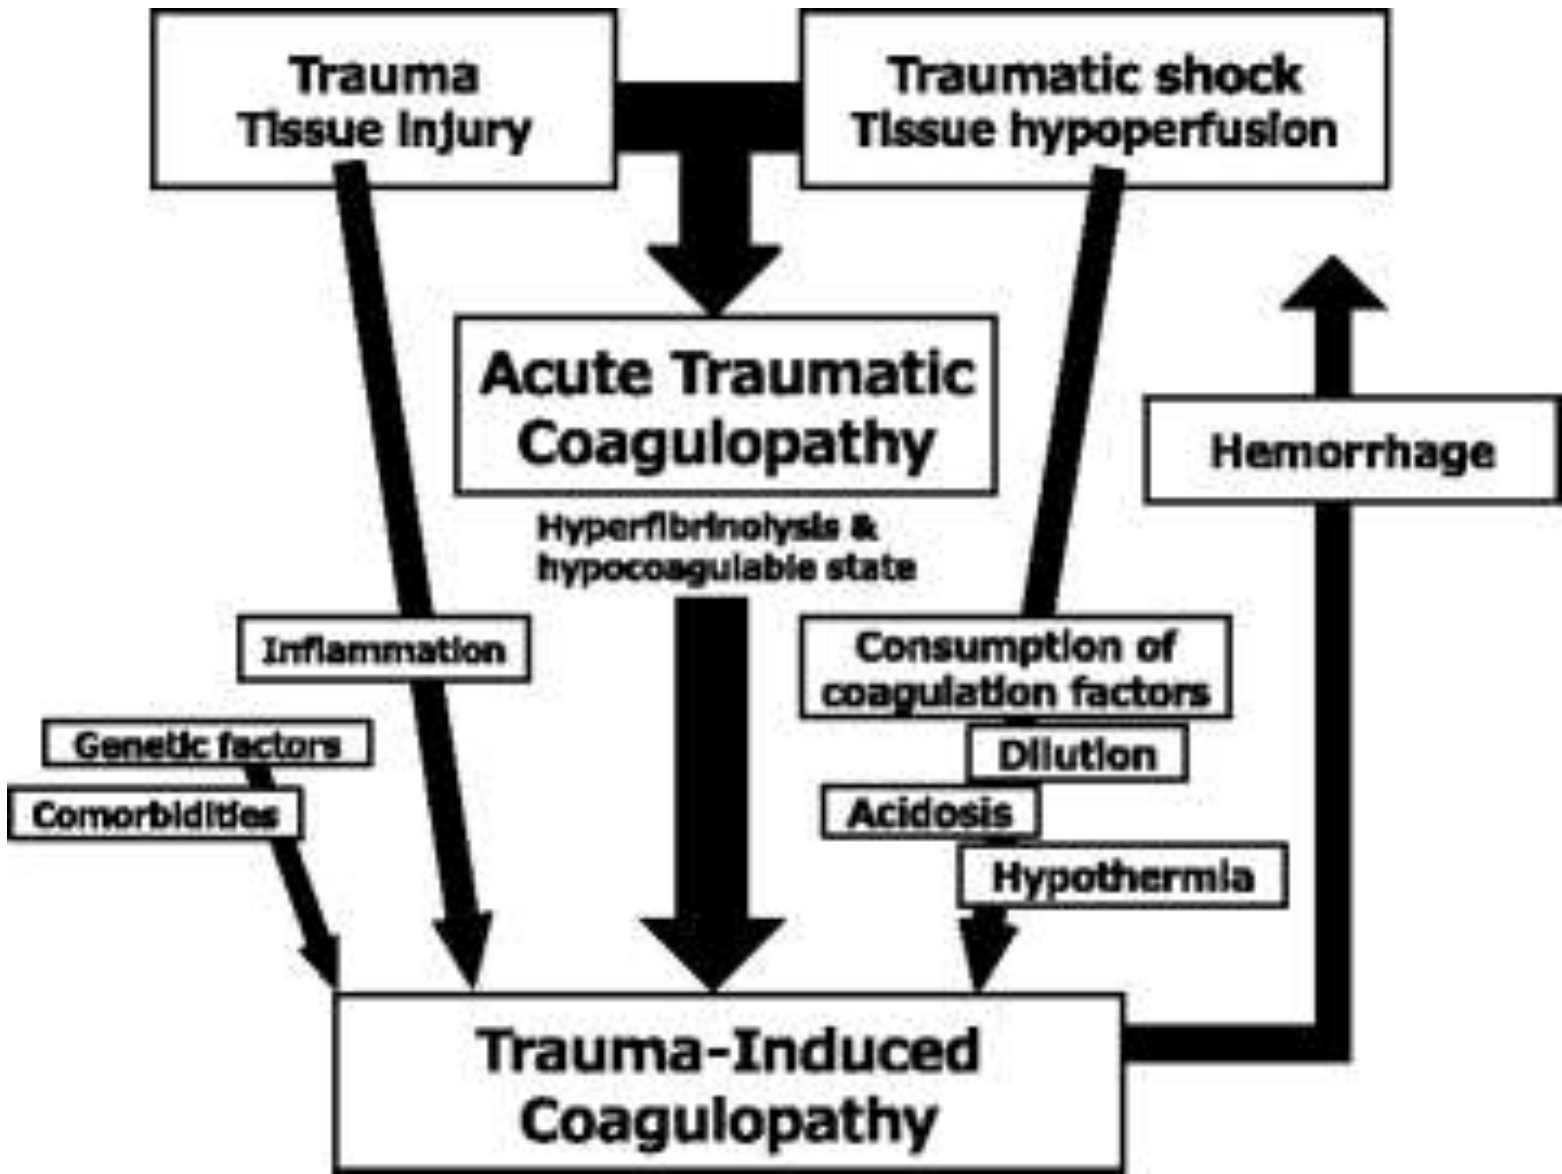 Trauma
Tissue injury
Traumatic shock
Tissue hypoperfusion
Acute Traumatic
Coagulopathy
Hyperfibrinolysis &
hypocoagulable state
Hemorrhage
Inflammation
Consumption of
coagulation factors
Genetic factors
Dilution
Comorbidities
Acidosis
Hypothermia
Trauma-Induced
Coagulopathy